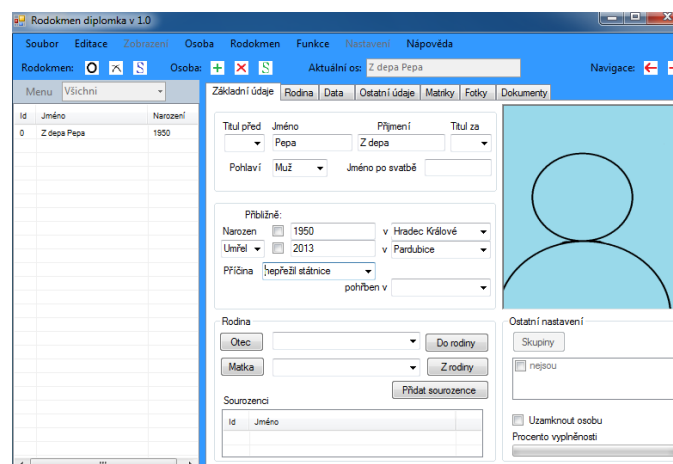 Rodokmen diplomka v 1.0
Soubor Editace Zobrazení Osoba Rodokmen Funkce Nastavení Nápověda
Rodokmen: O S Osoba: S Aktuální os: Z depa Pepa Navigace:
Menu Všichni
Základní údaje Rodina Data Ostatní údaje Matriky Fotky Dokumenty
Id Jméno Narození
0 Z depa Pepa 1950
Titul před Jméno Příjmení Titul za
Pepa Z depa
Pohlaví Muž Jméno po svatbě
Přibližně:
Narozen 1950 v Hradec Králové
Umřel 2013 v Pardubice
Příčina nepřežil státnice
pohřben v
Rodina
Otec Do rodiny
Matka Z rodiny
Přidat sourozence
Sourozenci
Id Jméno
Ostatní nastavení
Skupiny
nejsou
Uzamknout osobu
Procento vyplněnosti